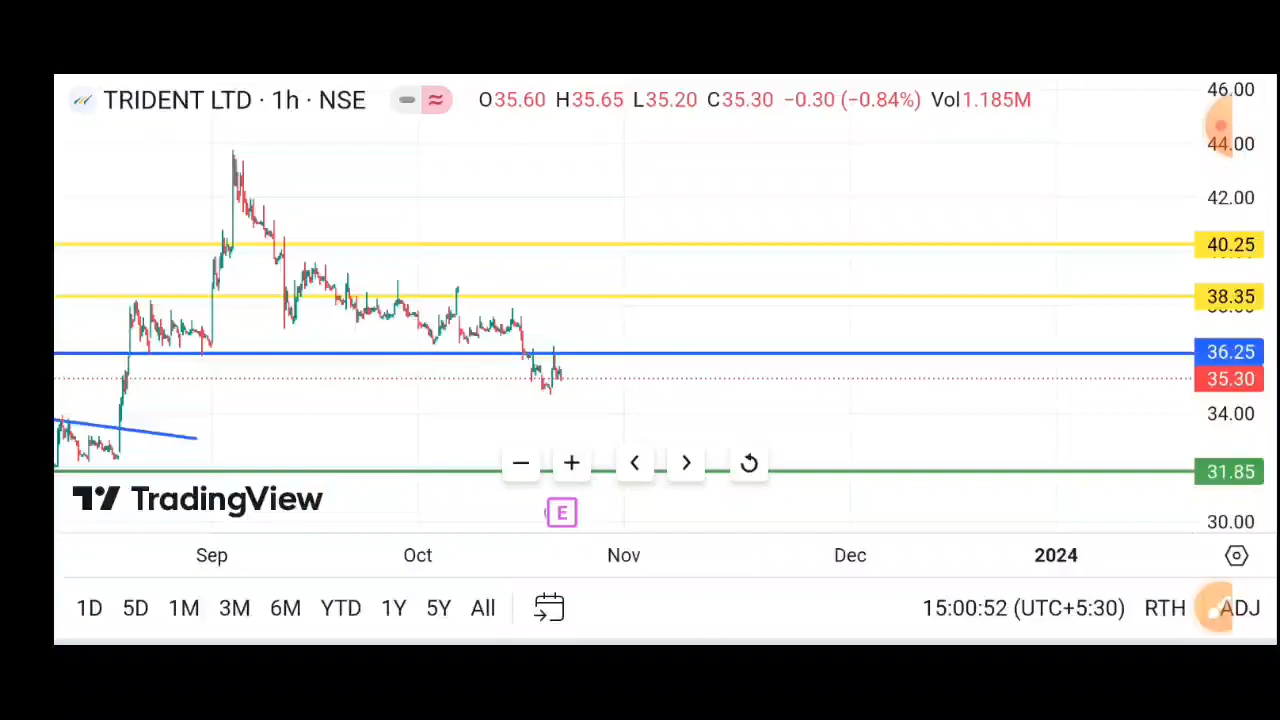 TRIDENT LTD · 1h · NSE O35.60 H35.65 L35.20 C35.30 −0.30 (−0.84%) Vol1.185M
46.00
44.00
42.00
40.25
38.35
36.25
35.30
34.00
31.85
30.00
TradingView
E
Sep Oct Nov Dec 2024
1D 5D 1M 3M 6M YTD 1Y 5Y All 15:00:52 (UTC+5:30) RTH ADJ